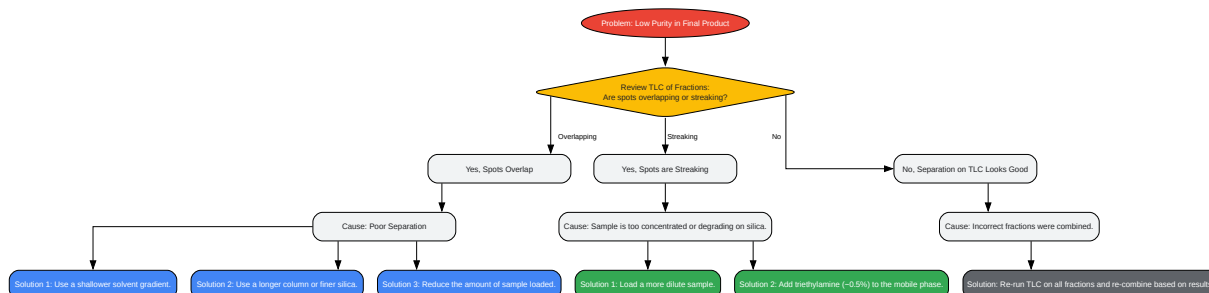 Problem: Low Purity in Final Product
Review TLC of Fractions:
Are spots overlapping or streaking?
Overlapping
Streaking
No
Yes, Spots Overlap
Yes, Spots are Streaking
No, Separation on TLC Looks Good
Cause: Poor Separation
Cause: Sample is too concentrated or degrading on silica.
Cause: Incorrect fractions were combined.
Solution 1: Use a shallower solvent gradient.
Solution 2: Use a longer column or finer silica.
Solution 3: Reduce the amount of sample loaded.
Solution 1: Load a more dilute sample.
Solution 2: Add triethylamine (~0.5%) to the mobile phase.
Solution: Re-run TLC on all fractions and re-combine based on results